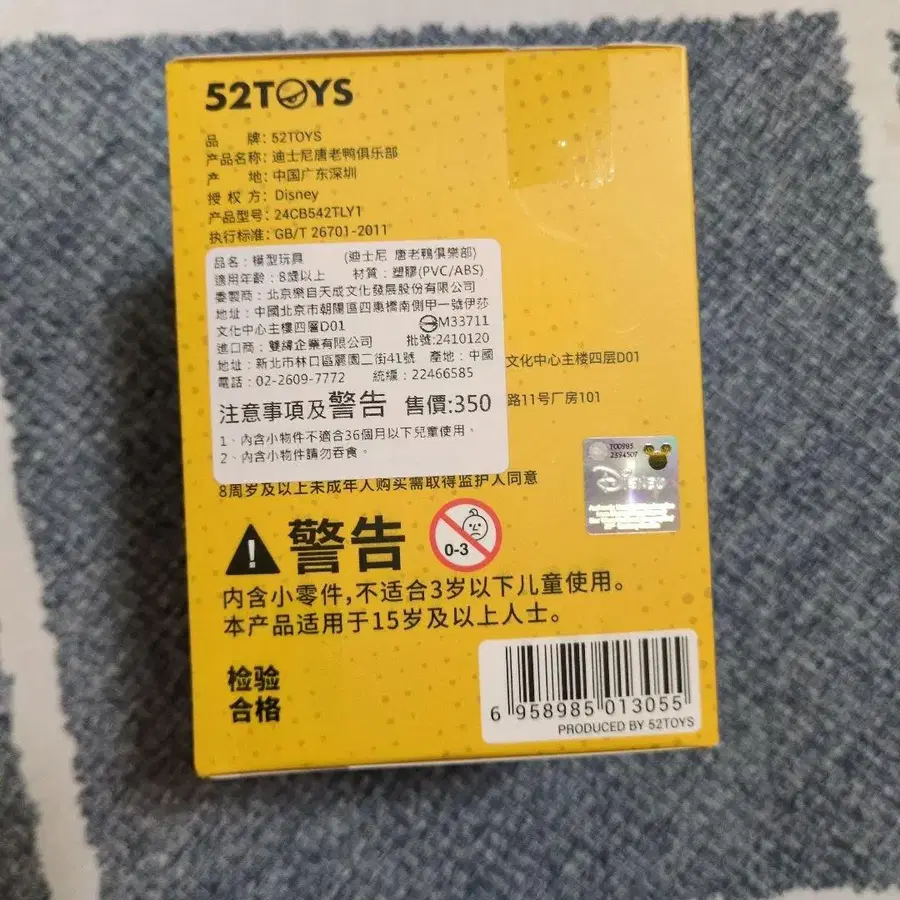 52TOYS
品 牌: 52TOYS
产品名称: 迪士尼唐老鸭俱乐部
产 地: 中国广东深圳
授 权 方: Disney
产品型号: 24CB542TLY1
执行标准: GB/T 26701-2011
品名：模型玩具 (迪士尼 唐老鴨俱樂部)
適用年齡：8歲以上 材質：塑膠(PVC/ABS)
委製商：北京樂自天成文化發展股份有限公司
地址：中國北京市朝陽區四惠橋南側甲一號伊莎
文化中心主樓四層D01 M33711
進口商：雙緯企業有限公司 批號:2410120
地址：新北市林口區麗園二街41號 產地：中國
電話：02-2609-7772 統編：22466585
注意事項及警告 售價:350
1、內含小物件不適合36個月以下兒童使用。
2、內含小物件請勿吞食。
文化中心主楼四层D01
路11号厂房101
T00985
2394507
Disney
8周岁及以上未成年人购买需取得监护人同意
警告
0-3
内含小零件,不适合3岁以下儿童使用。
本产品适用于15岁及以上人士。
检验
合格
6 958985 013055
PRODUCED BY 52TOYS